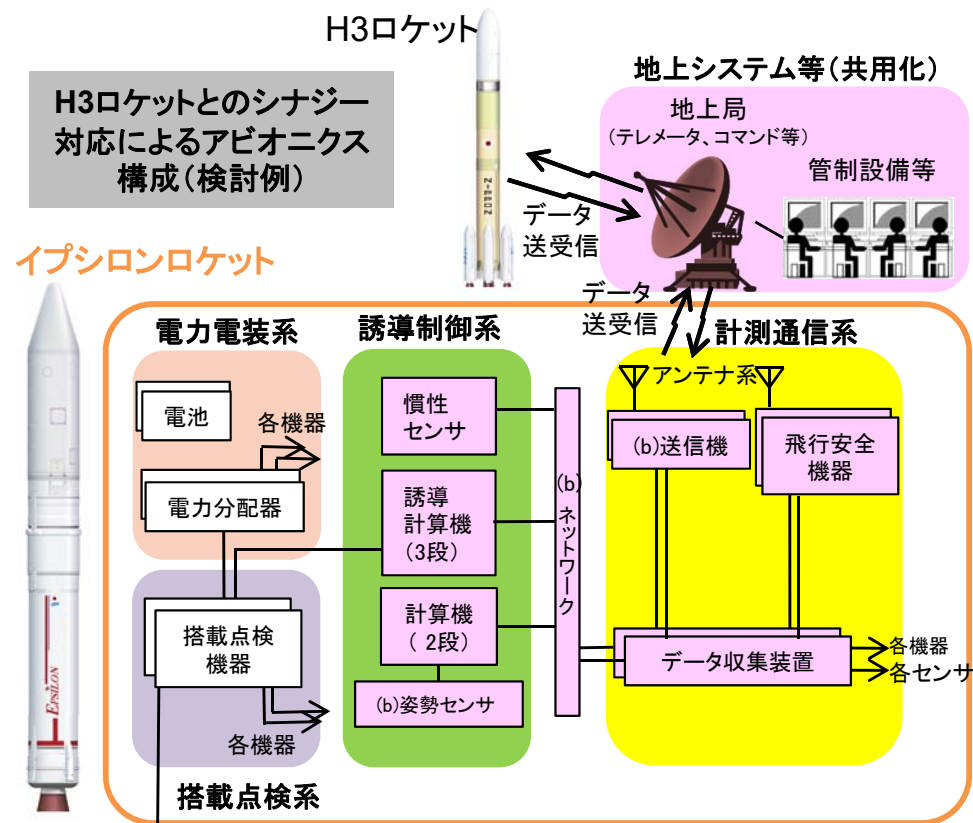 H3ロケット
H3ロケットとのシナジー
対応によるアビオニクス
構成(検討例)
地上システム等(共用化)
地上局
(テレメータ、コマンド等)
管制設備等
データ
送受信
イプシロンロケット
データ
送受信
電力電装系
電池
各機器
電力分配器
搭載点検
機器
各機器
搭載点検系
誘導制御系
慣性
センサ
誘導
計算機
(3段)
計算機
( 2段)
(b)姿勢センサ
(b)ネットワーク
計測通信系
アンテナ系
(b)送信機
飛行安全
機器
データ収集装置
各機器
各センサ
EPSILON